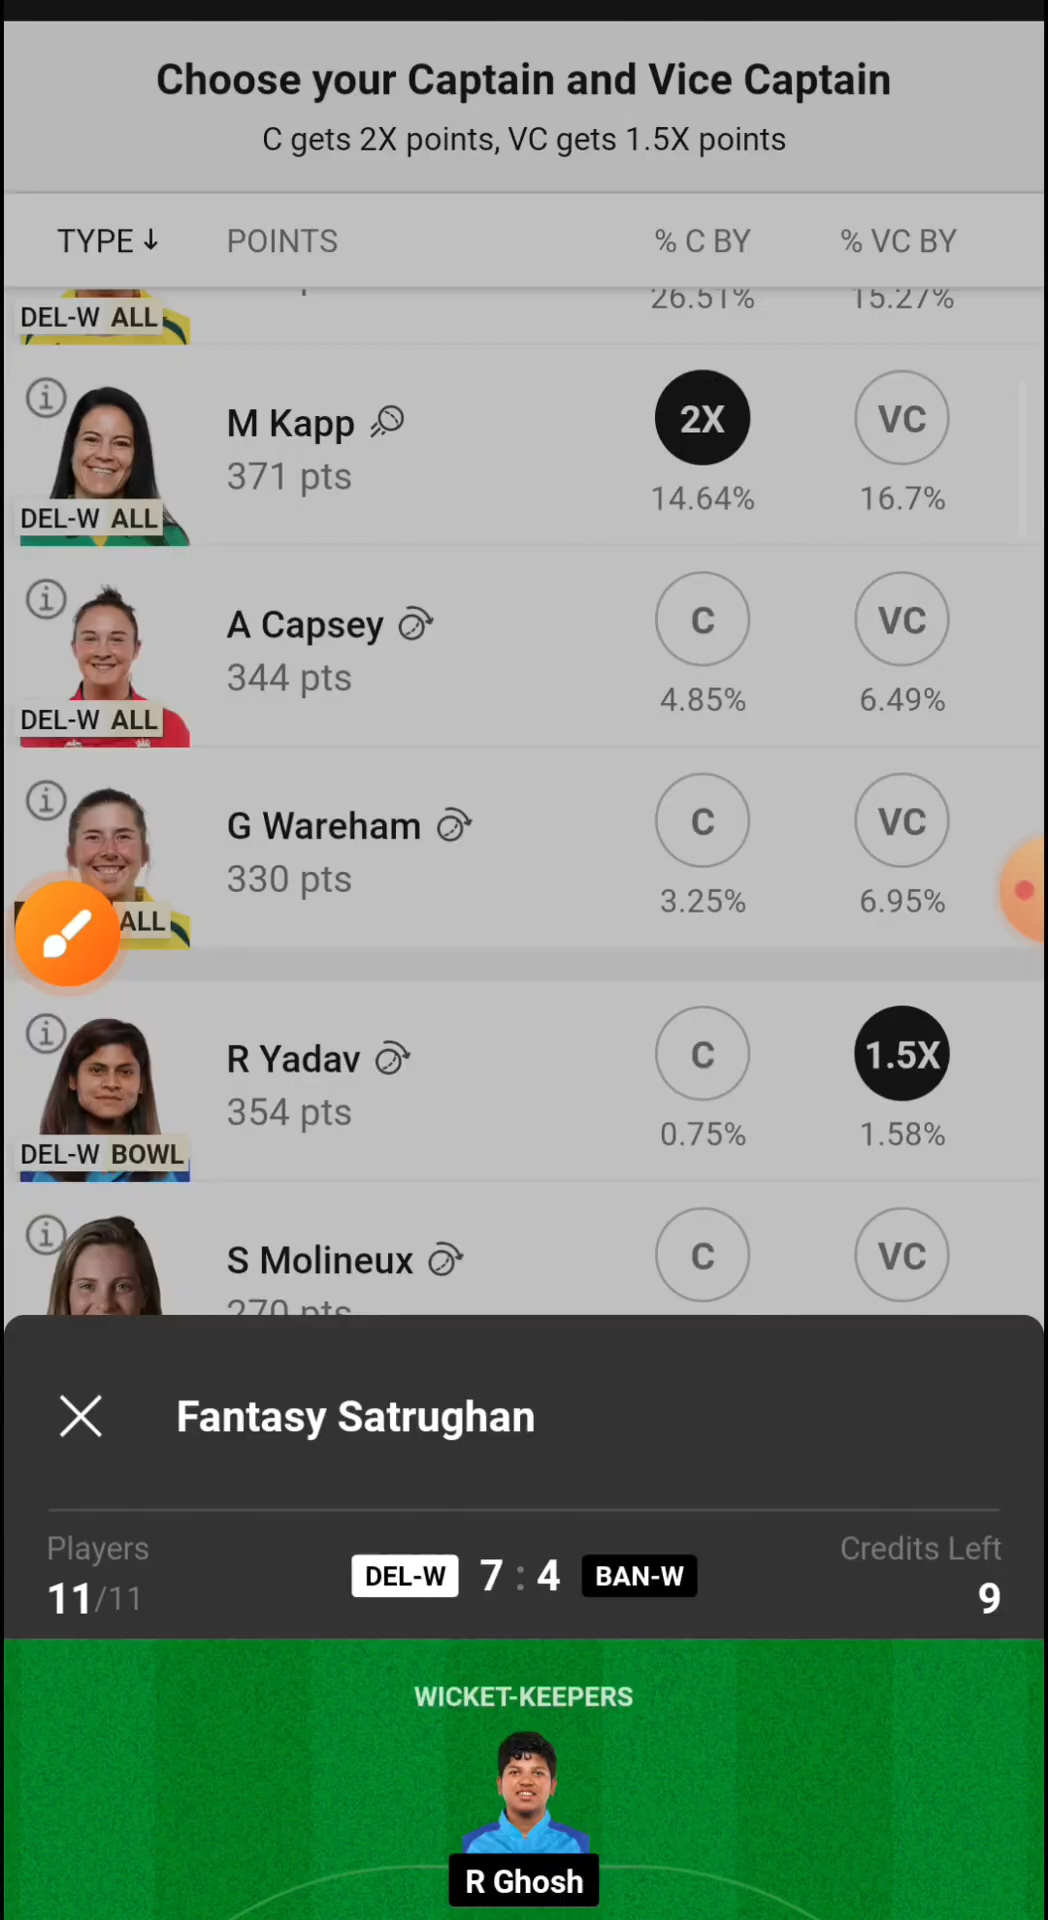 Choose your Captain and Vice Captain
C gets 2X points, VC gets 1.5X points
TYPE ↓ POINTS % C BY % VC BY
26.51% 15.27%
DEL-W ALL
M Kapp 2X VC
371 pts 14.64% 16.7%
DEL-W ALL
A Capsey C VC
344 pts 4.85% 6.49%
DEL-W ALL
G Wareham C VC
330 pts 3.25% 6.95%
ALL
R Yadav C 1.5X
354 pts 0.75% 1.58%
DEL-W BOWL
S Molineux C VC
270 pts
Fantasy Satrughan
Players Credits Left
11/11 DEL-W 7 : 4 BAN-W 9
WICKET-KEEPERS
R Ghosh